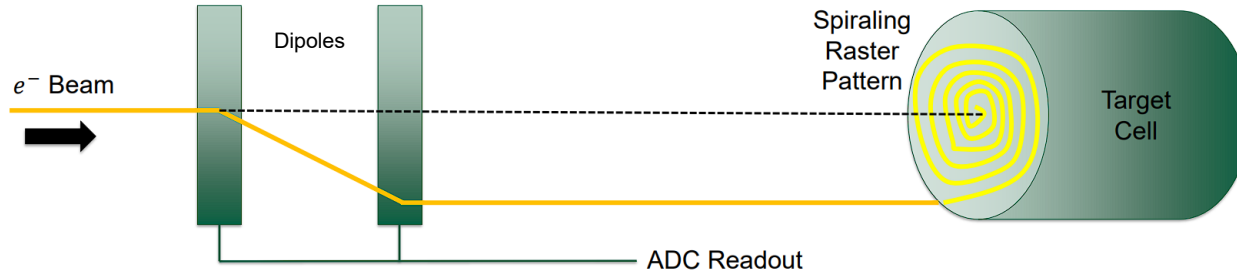 Dipoles
Spiraling
Raster
Pattern
e⁻ Beam
Target
Cell
ADC Readout